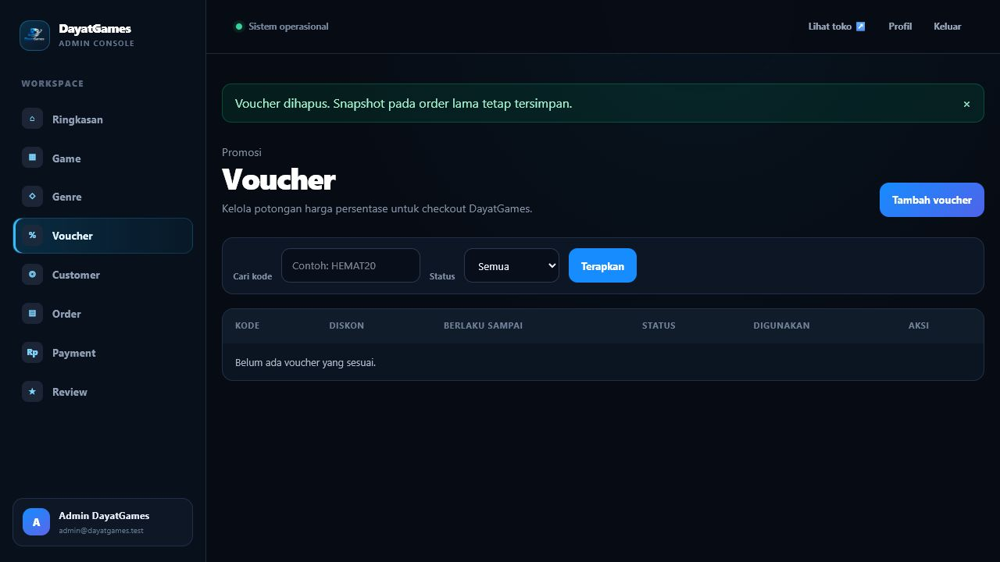 DayatGames
ADMIN CONSOLE
WORKSPACE
Ringkasan
Game
Genre
% Voucher
Customer
Order
Rp Payment
Review
A
Admin DayatGames
admin@dayatgames.test
Sistem operasional
Lihat toko
Profil
Keluar
Voucher dihapus. Snapshot pada order lama tetap tersimpan.
×
Promosi
Voucher
Kelola potongan harga persentase untuk checkout DayatGames.
Tambah voucher
Cari kode
Contoh: HEMAT20
Status
Semua
Terapkan
KODE DISKON BERLAKU SAMPAI STATUS DIGUNAKAN AKSI
Belum ada voucher yang sesuai.